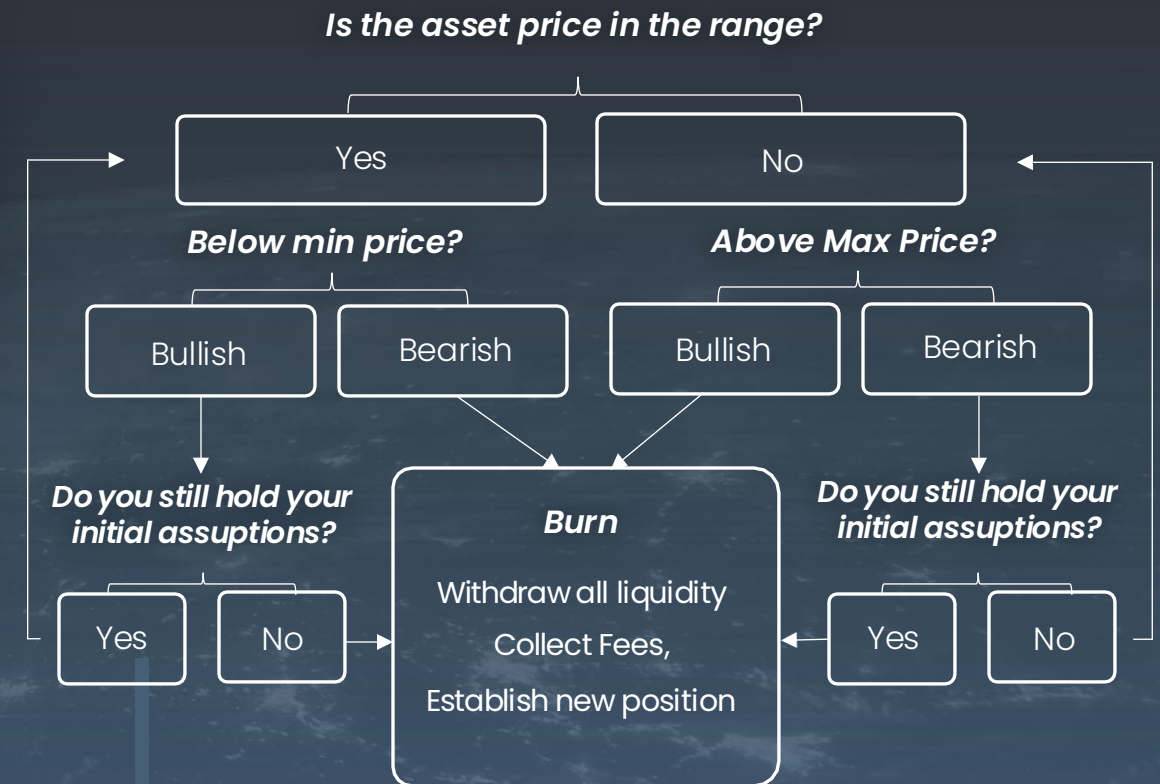 Is the asset price in the range?
Yes
No
Below min price?
Above Max Price?
Bullish
Bearish
Bullish
Bearish
Do you still hold your
initial assuptions?
Do you still hold your
initial assuptions?
Burn
Withdraw all liquidity
Collect Fees,
Establish new position
Yes
No
Yes
No